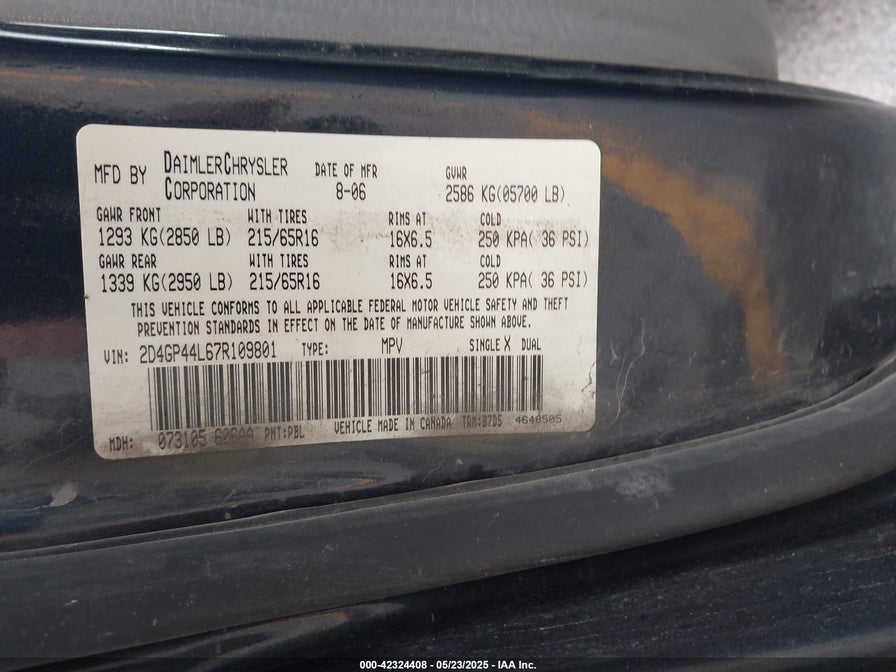 MFD BY DAIMLERCHRYSLER CORPORATION DATE OF MFR 8-06 GVWR 2586 KG(05700 LB)
GAWR FRONT WITH TIRES RIMS AT COLD
1293 KG(2850 LB) 215/65R16 16X6.5 250 KPA( 36 PSI)
GAWR REAR WITH TIRES RIMS AT COLD
1339 KG(2950 LB) 215/65R16 16X6.5 250 KPA( 36 PSI)
THIS VEHICLE CONFORMS TO ALL APPLICABLE FEDERAL MOTOR VEHICLE SAFETY AND THEFT
PREVENTION STANDARDS IN EFFECT ON THE DATE OF MANUFACTURE SHOWN ABOVE.
VIN: 2D4GP44L67R109801 TYPE: MPV SINGLE X DUAL
MDH: 073105 606AA PNT:PBL VEHICLE MADE IN CANADA TRM:B7D5 4648505
000-42324408 - 05/23/2025 - IAA Inc.